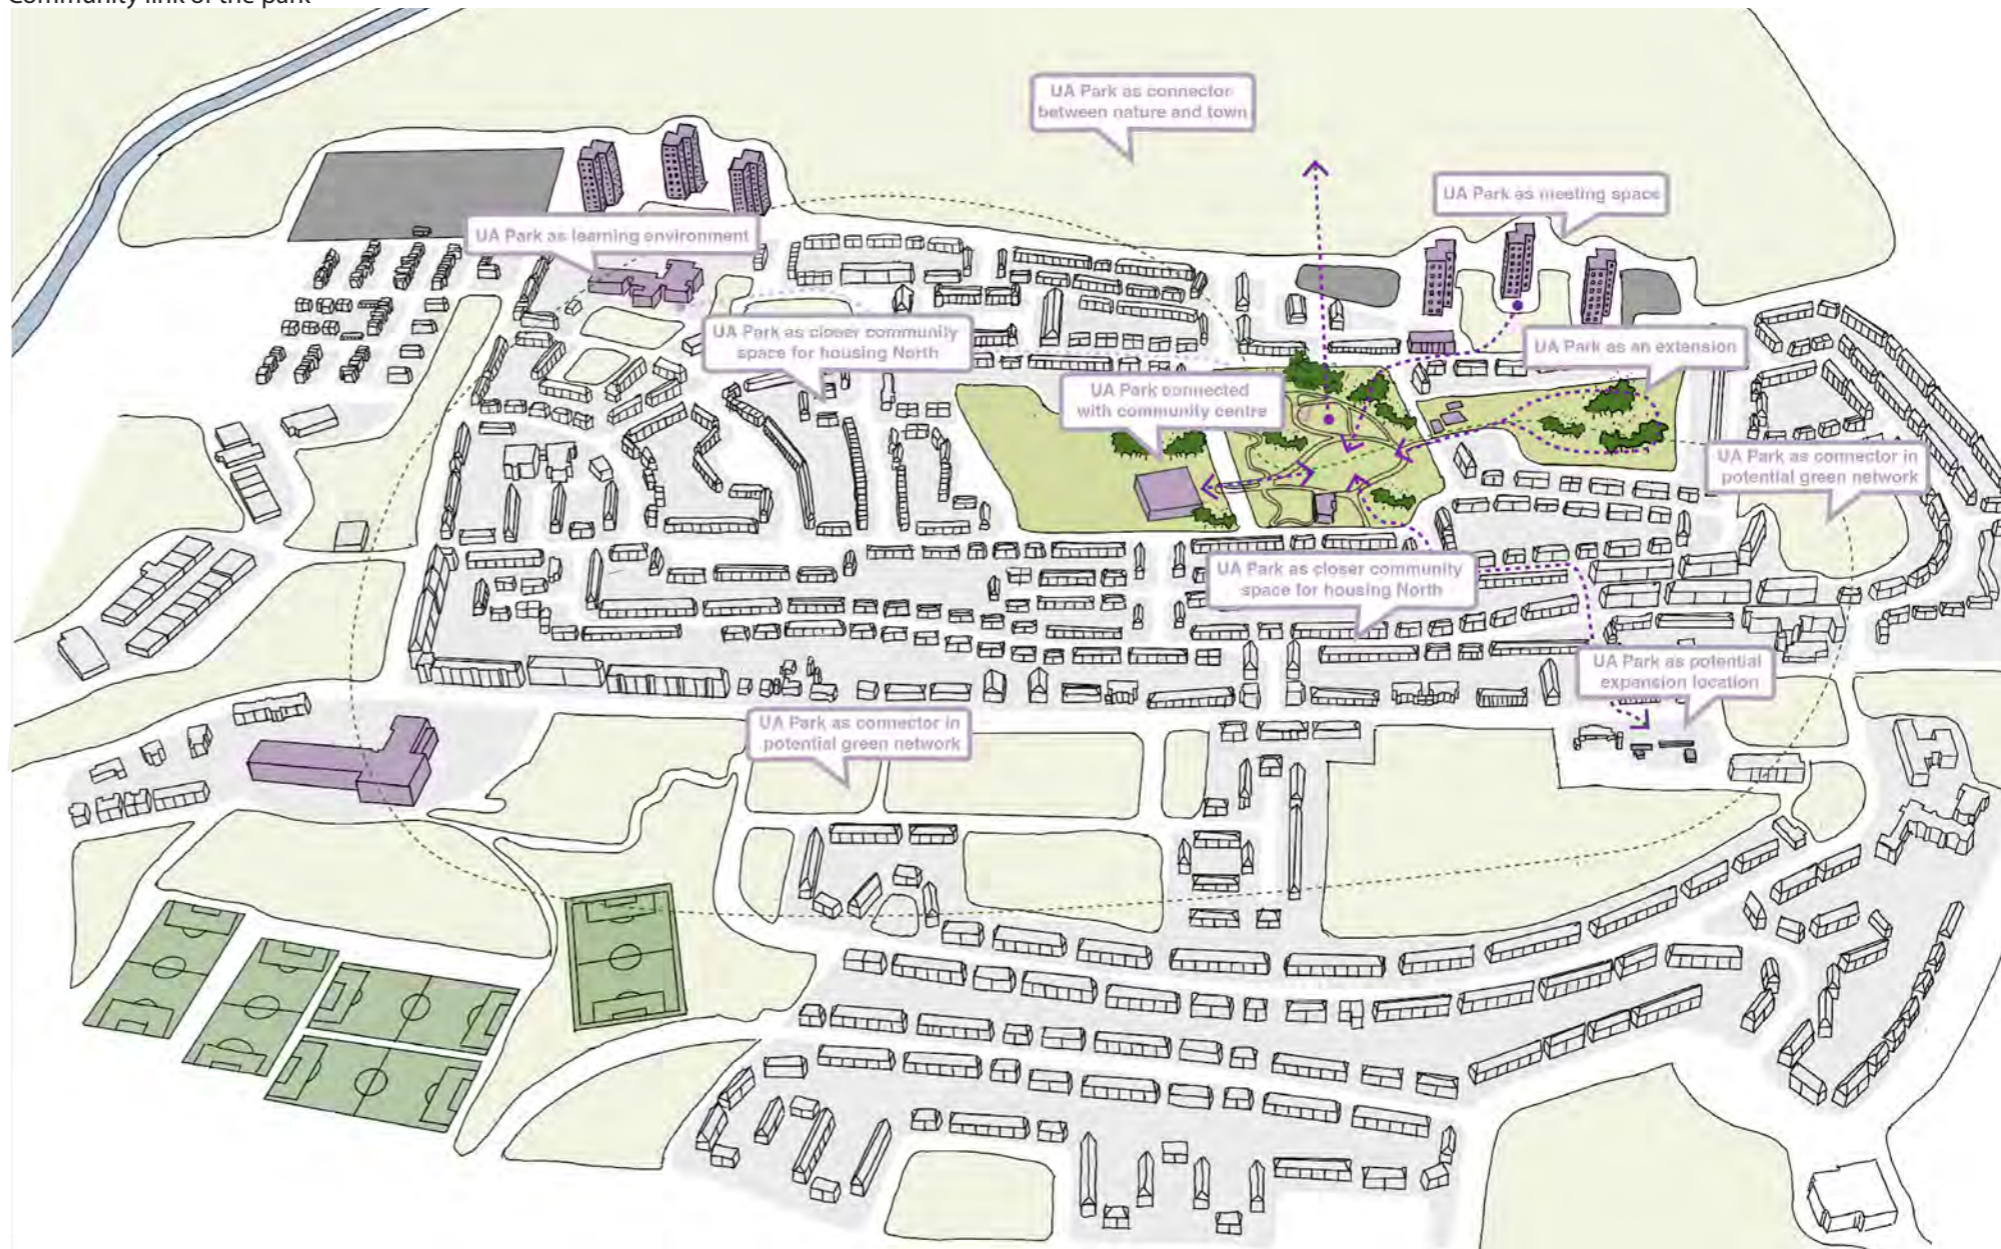 Community link of the park
UA Park as connector
between nature and town
UA Park as meeting space
UA Park as learning environment
UA Park as closer community
space for housing North
UA Park as an extension
UA Park connected
with community centre
UA Park as connector in
potential green network
UA Park as closer community
space for housing North
UA Park as potential
expansion location
UA Park as connector in
potential green network